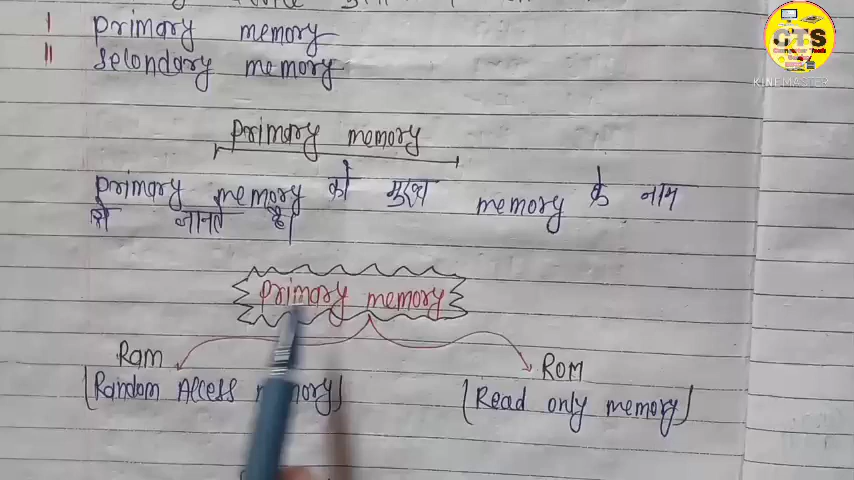 I primary memory
II Selondary memory
primary memory
primary memory को मुख्य memory के नाम
से जानते है।
primary memory
Ram
ROM
(Random Access memory)
(Read only memory)
CTS
KINEMASTER